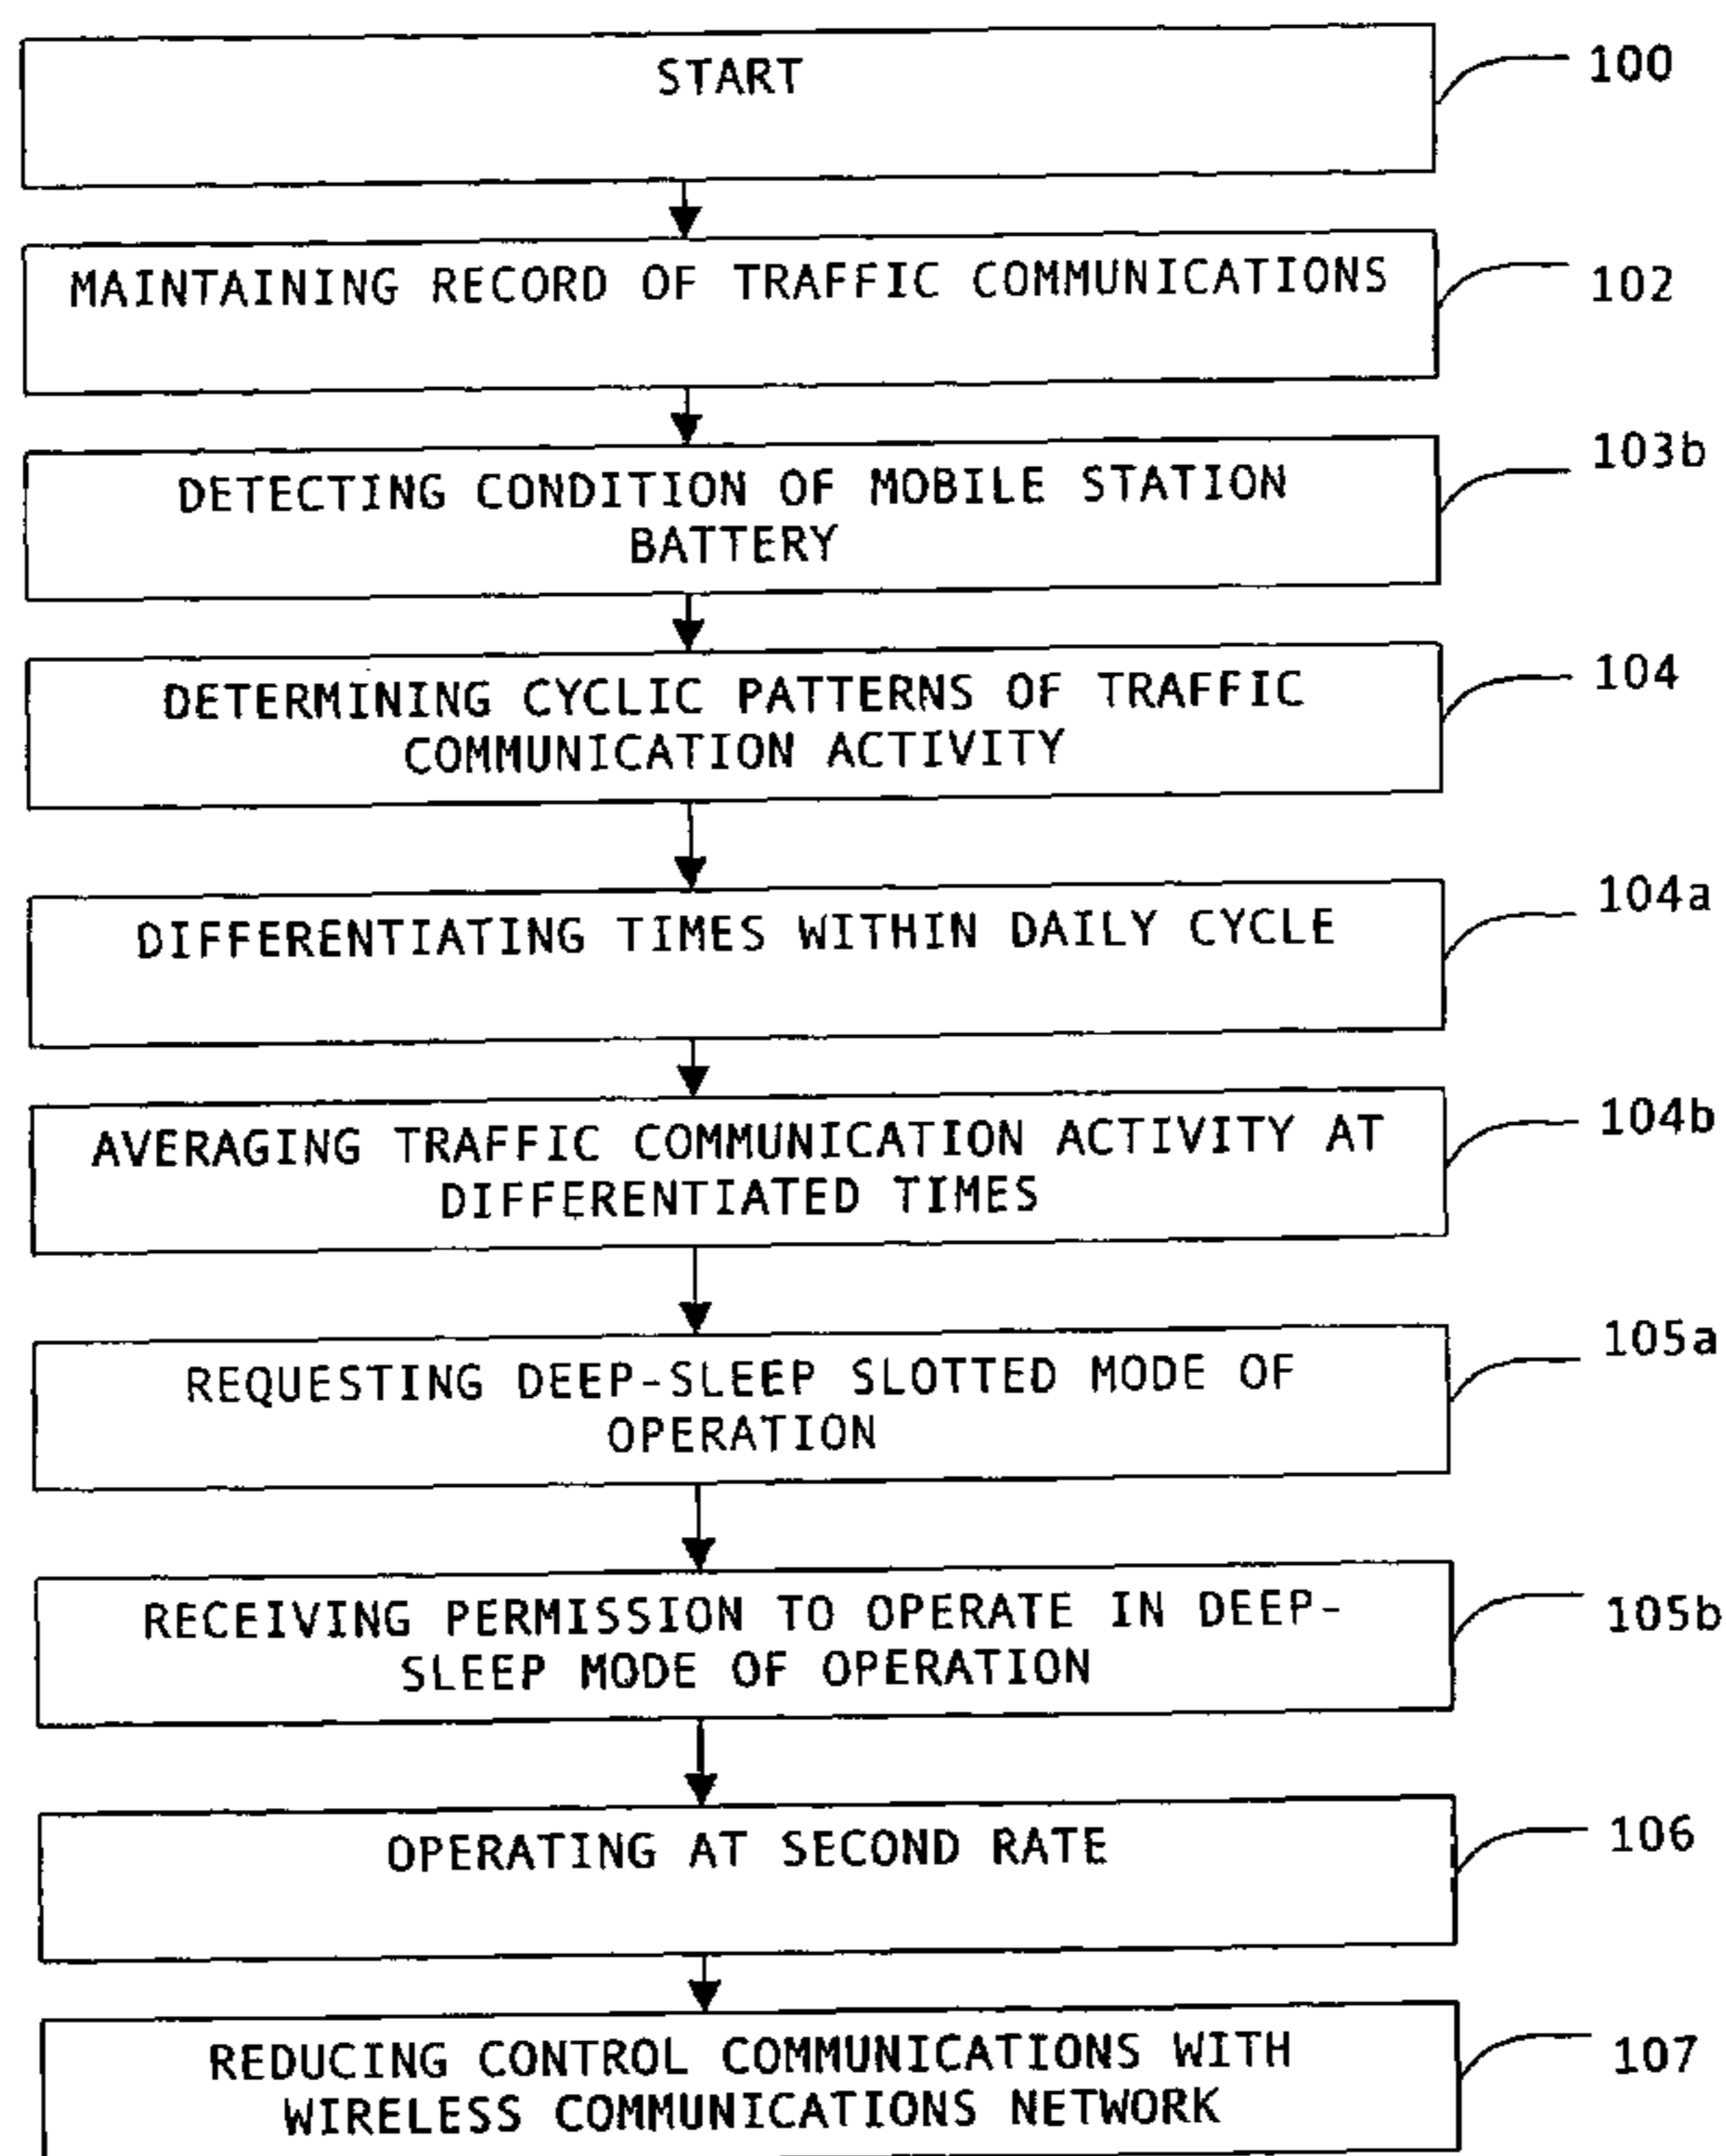 START
100
MAINTAINING RECORD OF TRAFFIC COMMUNICATIONS
102
DETECTING CONDITION OF MOBILE STATION
BATTERY
103b
DETERMINING CYCLIC PATTERNS OF TRAFFIC
COMMUNICATION ACTIVITY
104
DIFFERENTIATING TIMES WITHIN DAILY CYCLE
104a
AVERAGING TRAFFIC COMMUNICATION ACTIVITY AT
DIFFERENTIATED TIMES
104b
REQUESTING DEEP-SLEEP SLOTTED MODE OF
OPERATION
105a
RECEIVING PERMISSION TO OPERATE IN DEEP-
SLEEP MODE OF OPERATION
105b
OPERATING AT SECOND RATE
106
REDUCING CONTROL COMMUNICATIONS WITH
WIRELESS COMMUNICATIONS NETWORK
107